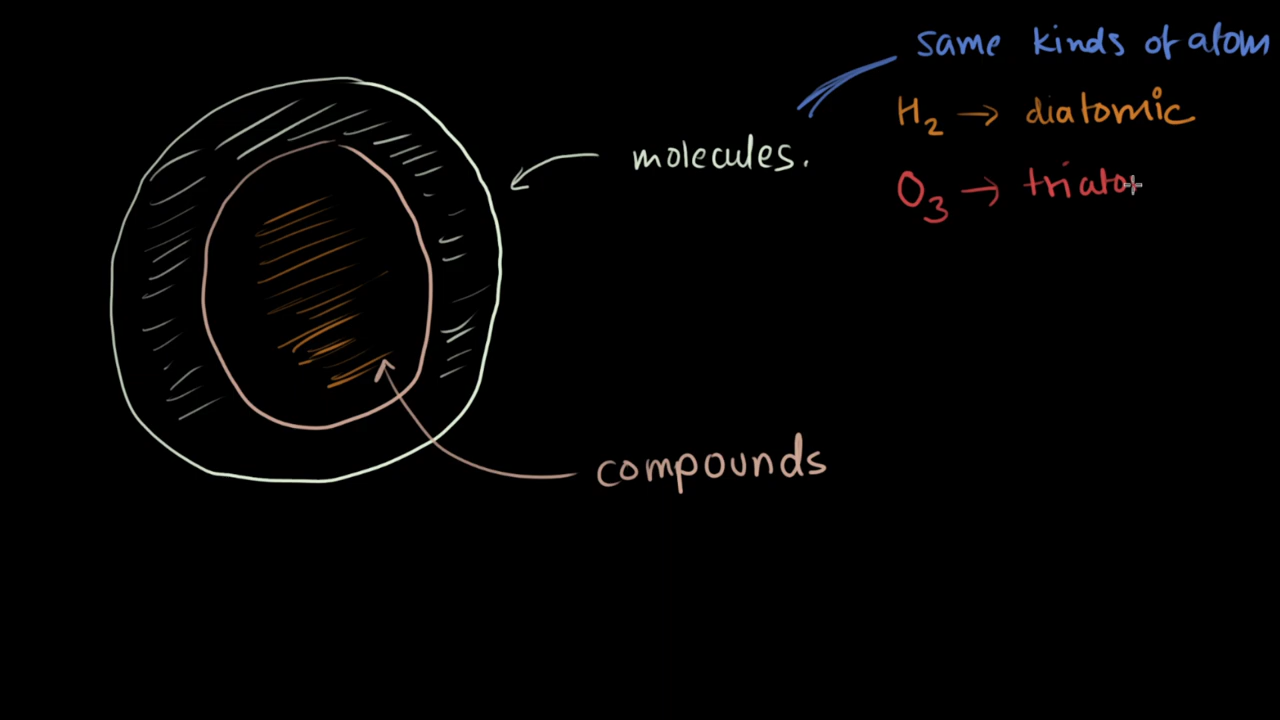 same kinds of atom
H₂ → diatomic
molecules.
O₃ → triato
compounds